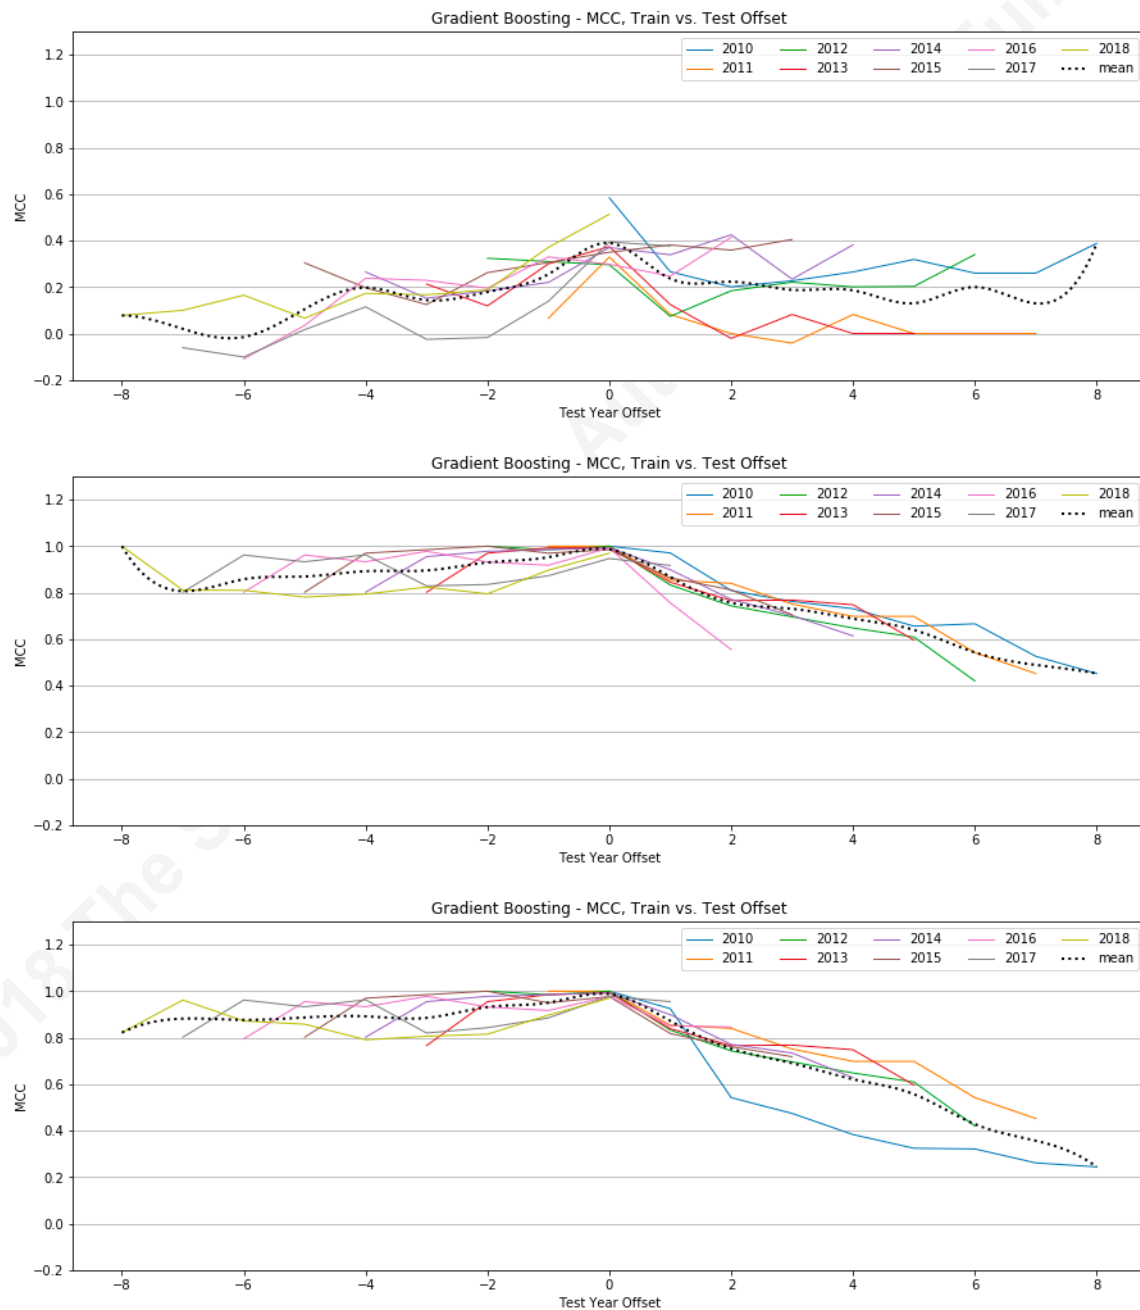 Gradient Boosting - MCC, Train vs. Test Offset
2010 2012 2014 2016 2018
2011 2013 2015 2017 mean
1.2
1.0
0.8
0.6
0.4
0.2
0.0
−0.2
MCC
−8 −6 −4 −2 0 2 4 6 8
Test Year Offset
Gradient Boosting - MCC, Train vs. Test Offset
2010 2012 2014 2016 2018
2011 2013 2015 2017 mean
1.2
1.0
0.8
0.6
0.4
0.2
0.0
−0.2
MCC
−8 −6 −4 −2 0 2 4 6 8
Test Year Offset
Gradient Boosting - MCC, Train vs. Test Offset
2010 2012 2014 2016 2018
2011 2013 2015 2017 mean
1.2
1.0
0.8
0.6
0.4
0.2
0.0
−0.2
MCC
−8 −6 −4 −2 0 2 4 6 8
Test Year Offset
018 The S